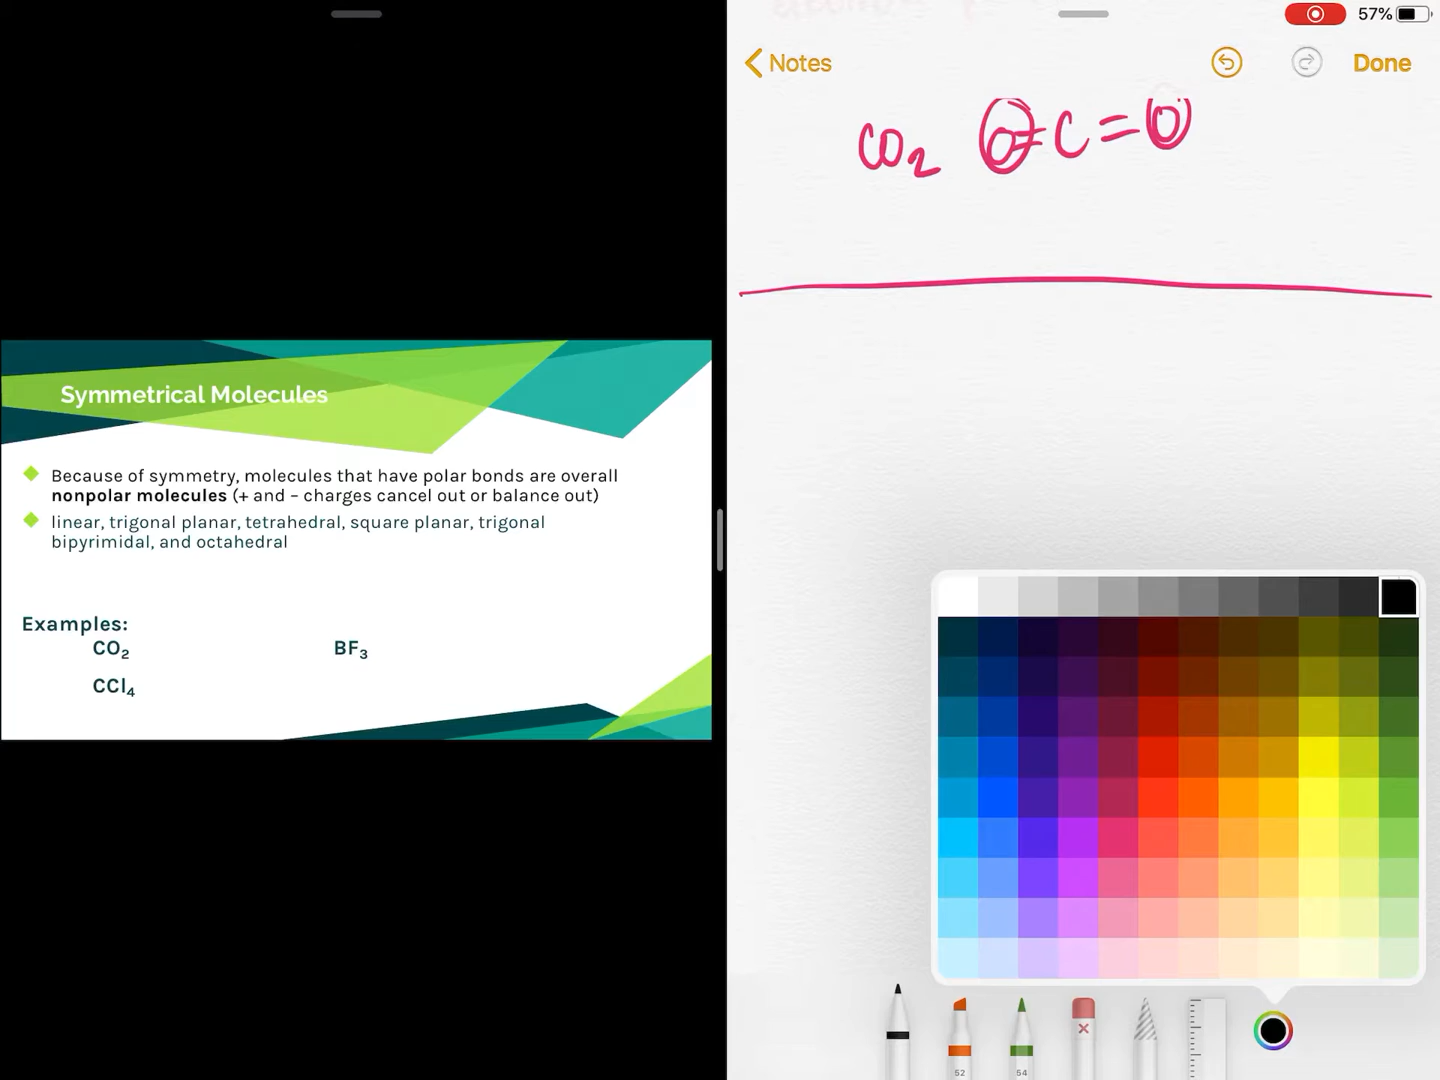 57%
Notes
Done
CO₂ O=C=O
Symmetrical Molecules
Because of symmetry, molecules that have polar bonds are overall
nonpolar molecules (+ and – charges cancel out or balance out)
linear, trigonal planar, tetrahedral, square planar, trigonal
bipyrimidal, and octahedral
Examples:
CO₂ BF₃
CCl₄
52 54